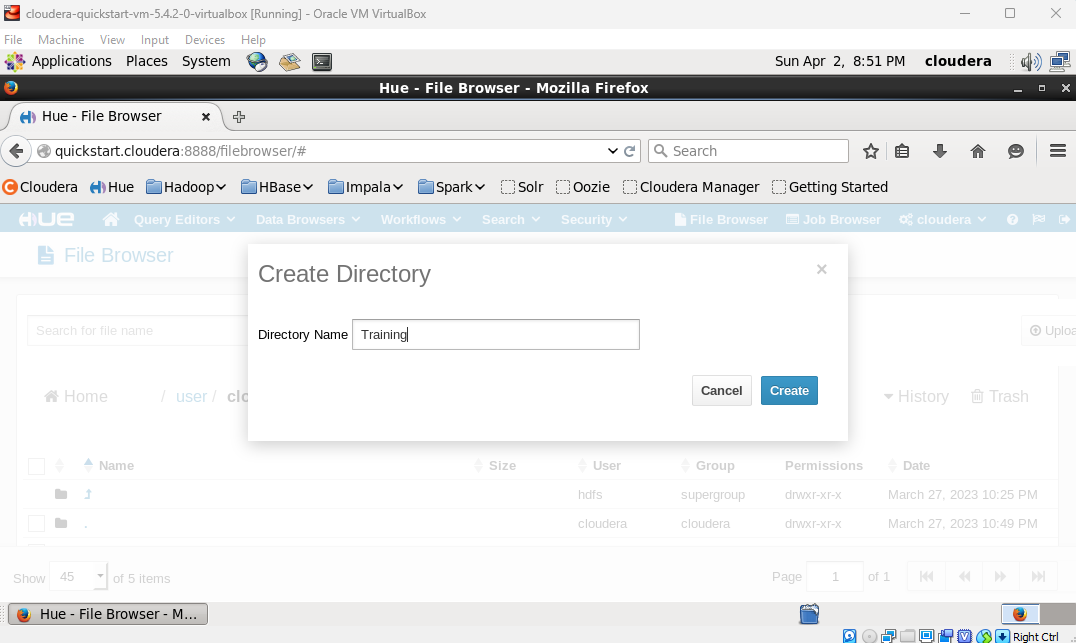 cloudera-quickstart-vm-5.4.2-0-virtualbox [Running] - Oracle VM VirtualBox
File Machine View Input Devices Help
Applications Places System Sun Apr 2, 8:51 PM cloudera
Hue - File Browser - Mozilla Firefox
Hue - File Browser
quickstart.cloudera:8888/filebrowser/# Search
Cloudera Hue Hadoop HBase Impala Spark Solr Oozie Cloudera Manager Getting Started
HUE Query Editors Data Browsers Workflows Search Security File Browser Job Browser cloudera
File Browser
Create Directory ×
Search for file name Directory Name Training Uploa
Cancel Create
Home / user / clo History Trash
Name Size User Group Permissions Date
hdfs supergroup drwxr-xr-x March 27, 2023 10:25 PM
. cloudera cloudera drwxr-xr-x March 27, 2023 10:49 PM
Show 45 of 5 items Page 1 of 1
Hue - File Browser - M...
Right Ctrl